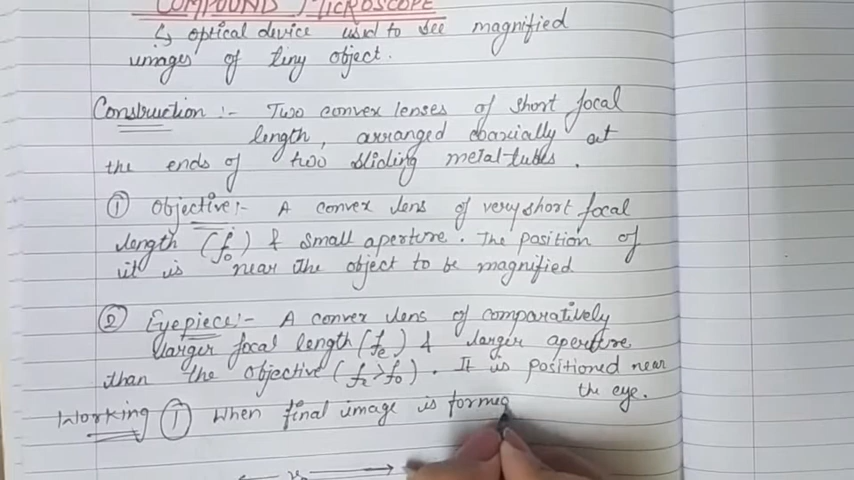 COMPOUND MICROSCOPE
↳ optical device used to see magnified
images of tiny object.
Construction :- Two convex lenses of short focal
length, arranged coaxially at
the ends of two sliding metal-tubes.
① Objective:- A convex lens of very short focal
length (fo) & small aperture. The position of
it is near the object to be magnified
② Eyepiece:- A convex lens of comparatively
larger focal length (fe) & larger aperture
than the objective (fe>fo). It is positioned near
the eye.
Working ① When final image is formed